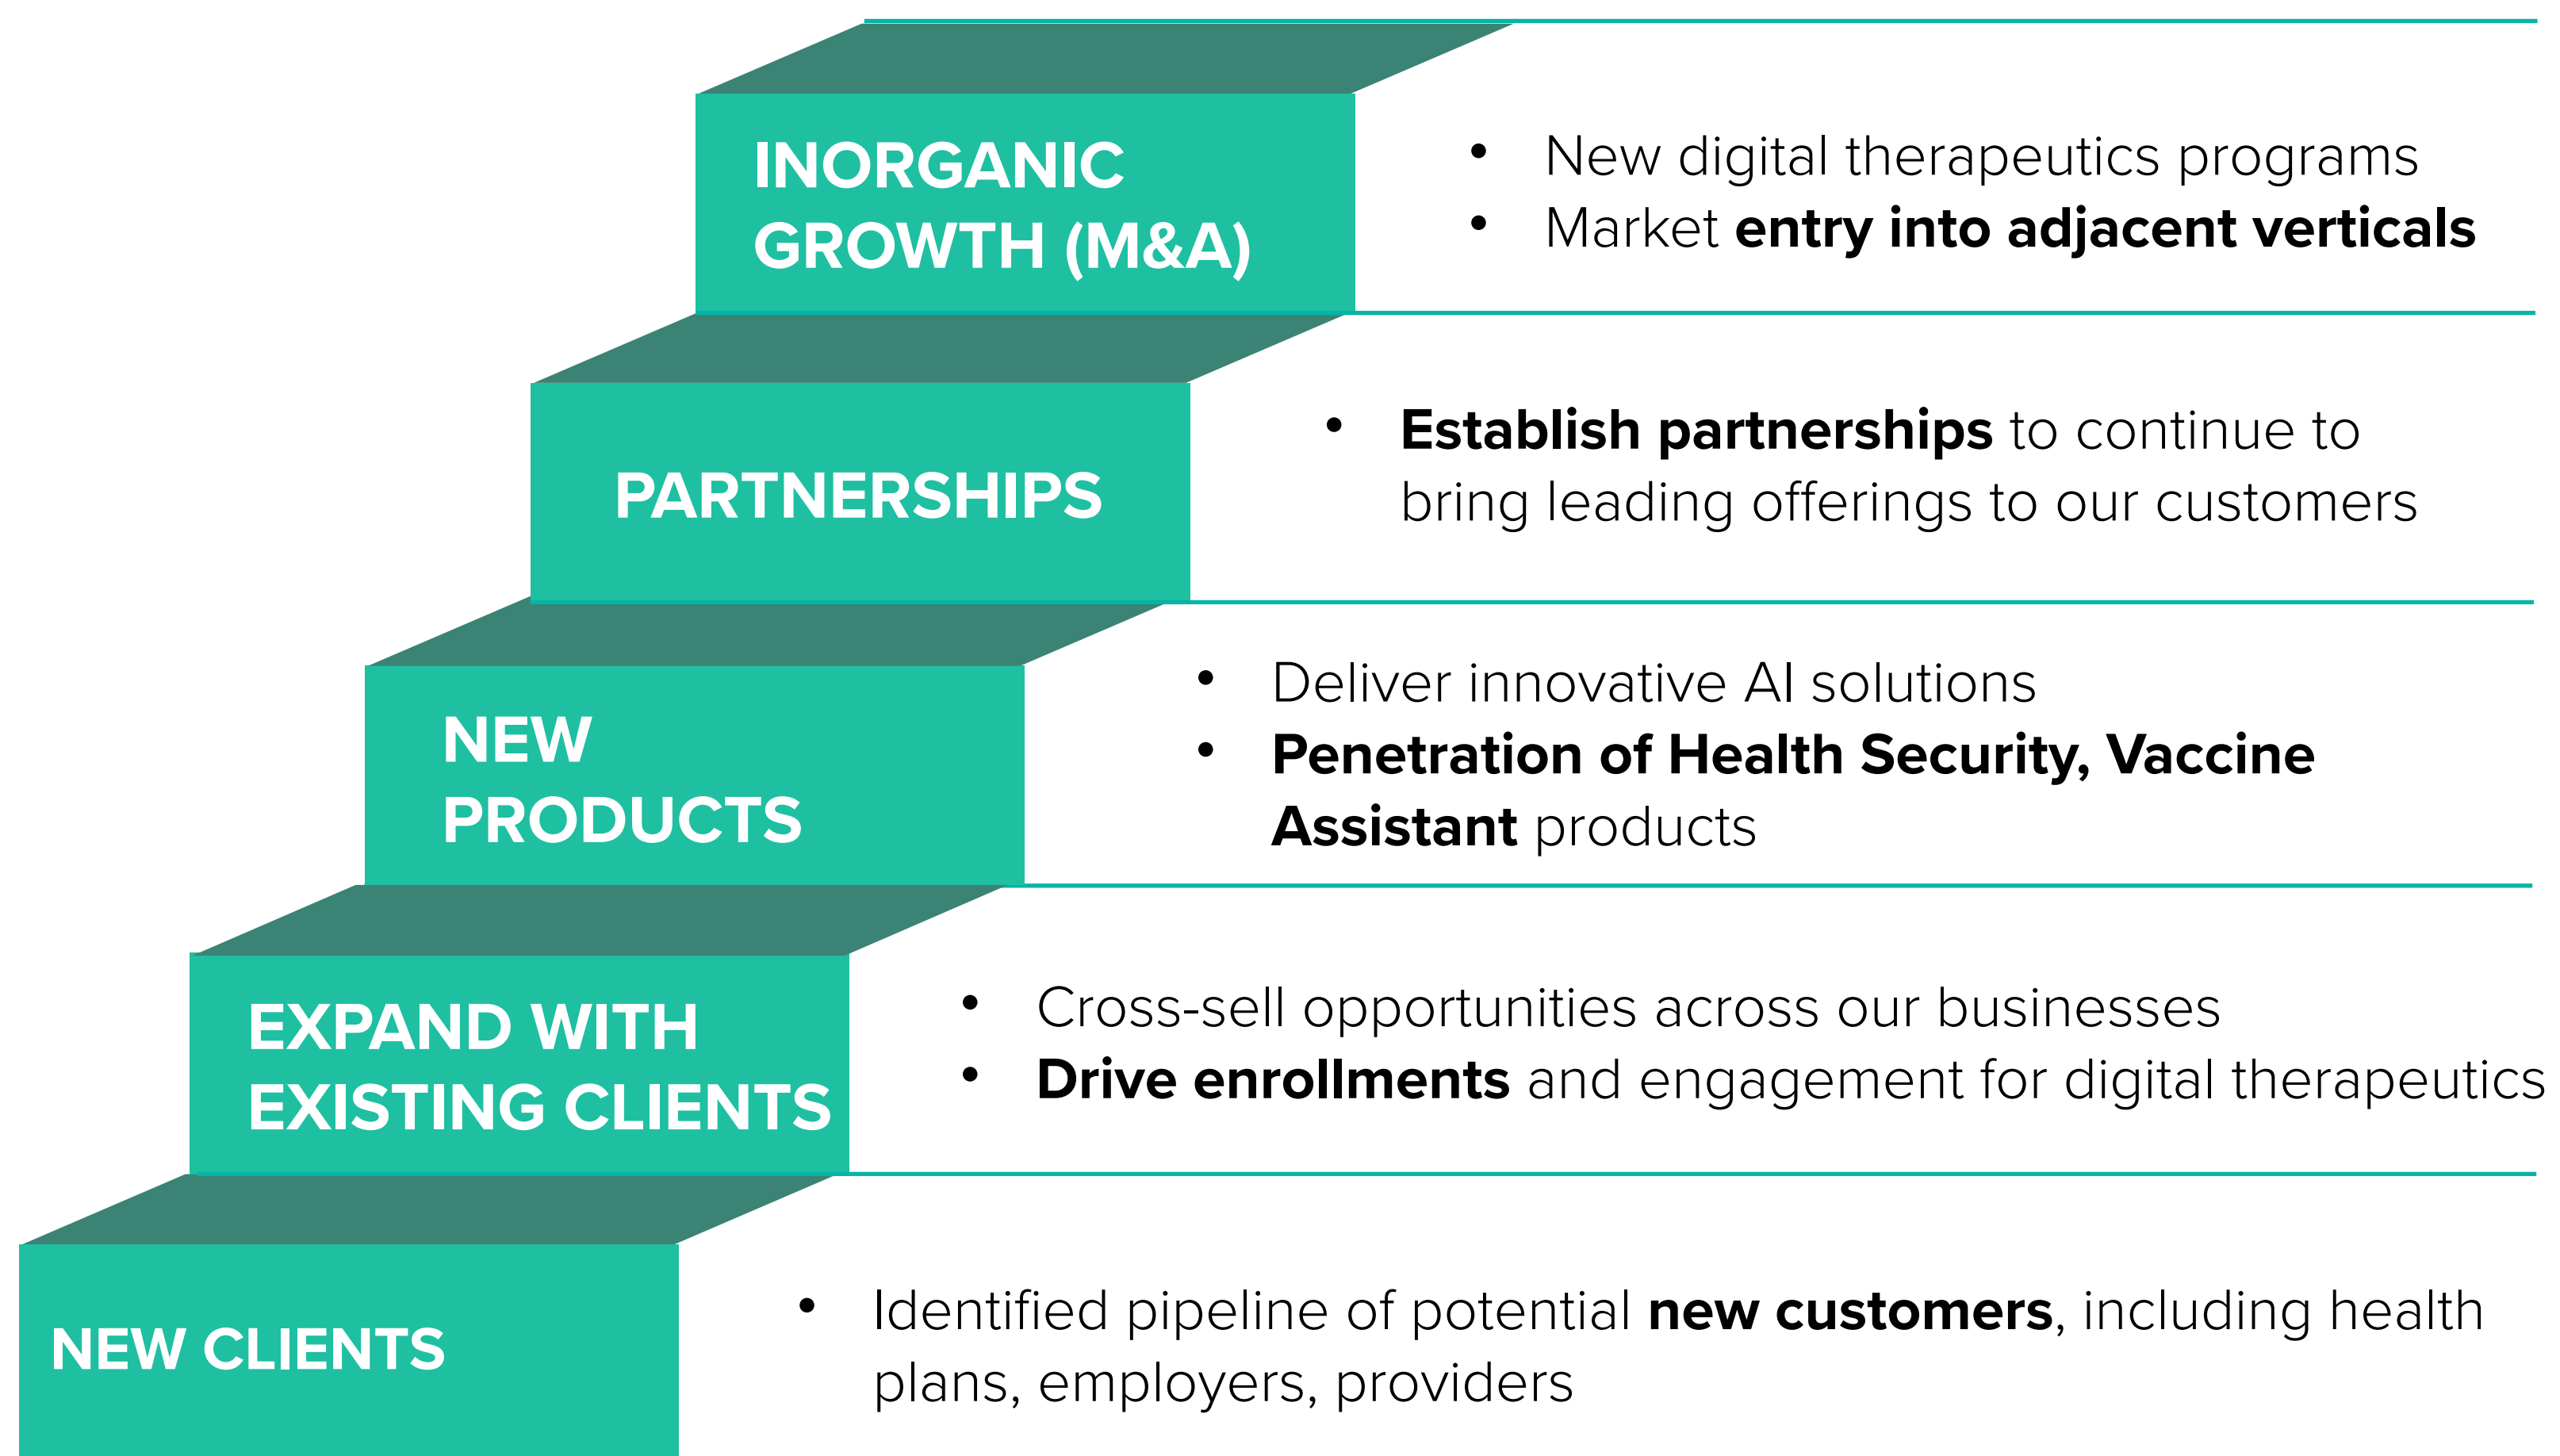 INORGANIC
GROWTH (M&A)
• New digital therapeutics programs
• Market entry into adjacent verticals
PARTNERSHIPS
• Establish partnerships to continue to
bring leading offerings to our customers
NEW
PRODUCTS
• Deliver innovative AI solutions
• Penetration of Health Security, Vaccine
Assistant products
EXPAND WITH
EXISTING CLIENTS
• Cross-sell opportunities across our businesses
• Drive enrollments and engagement for digital therapeutics
NEW CLIENTS
• Identified pipeline of potential new customers, including health
plans, employers, providers